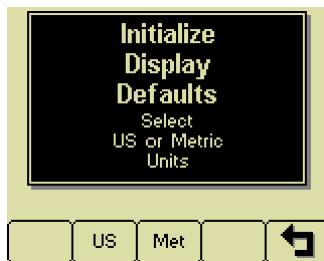 Initialize
Display
Defaults
Select
US or Metric
Units
US Met